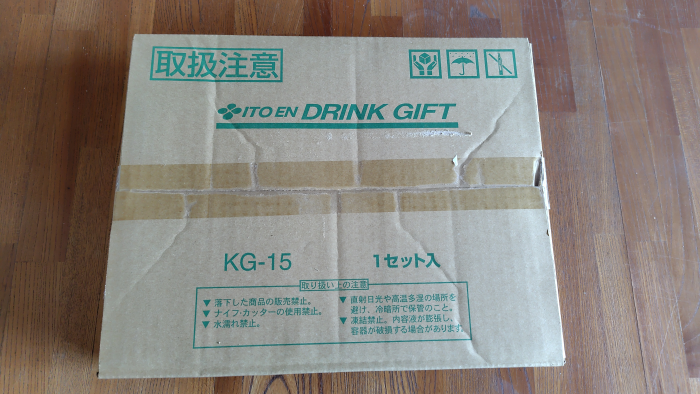 取扱注意
ITO EN DRINK GIFT
KG-15 1セット入
取り扱い上の注意
▼落下した商品の販売禁止。
▼ナイフ・カッターの使用禁止。
▼水濡れ禁止。
▼直射日光や高温多湿の場所を
避け、冷暗所で保管のこと。
▼凍結禁止。内容液が膨張し、
容器が破損する場合があります。